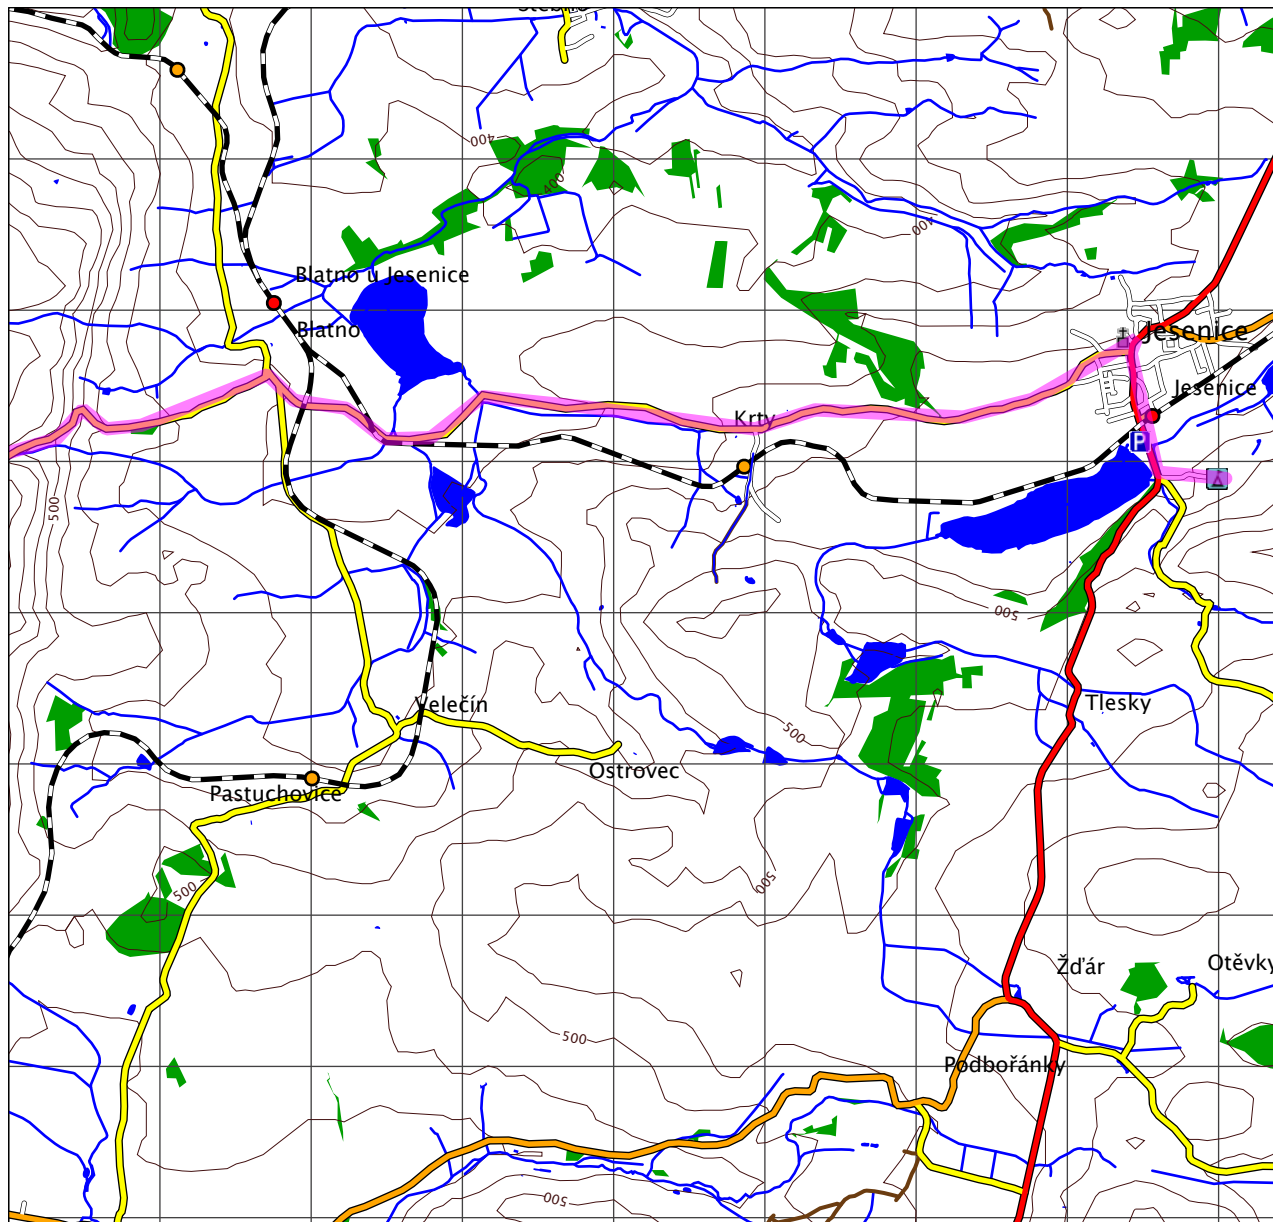 400
400
400
Blatno u Jesenice
Blatno
Jesenice
Jesenice
Krty
P
500
500
Tlesky
Velečín
500
Ostrovec
Pastuchovice
500
500
Žďár
Otěvky
500
Podbořánky
500